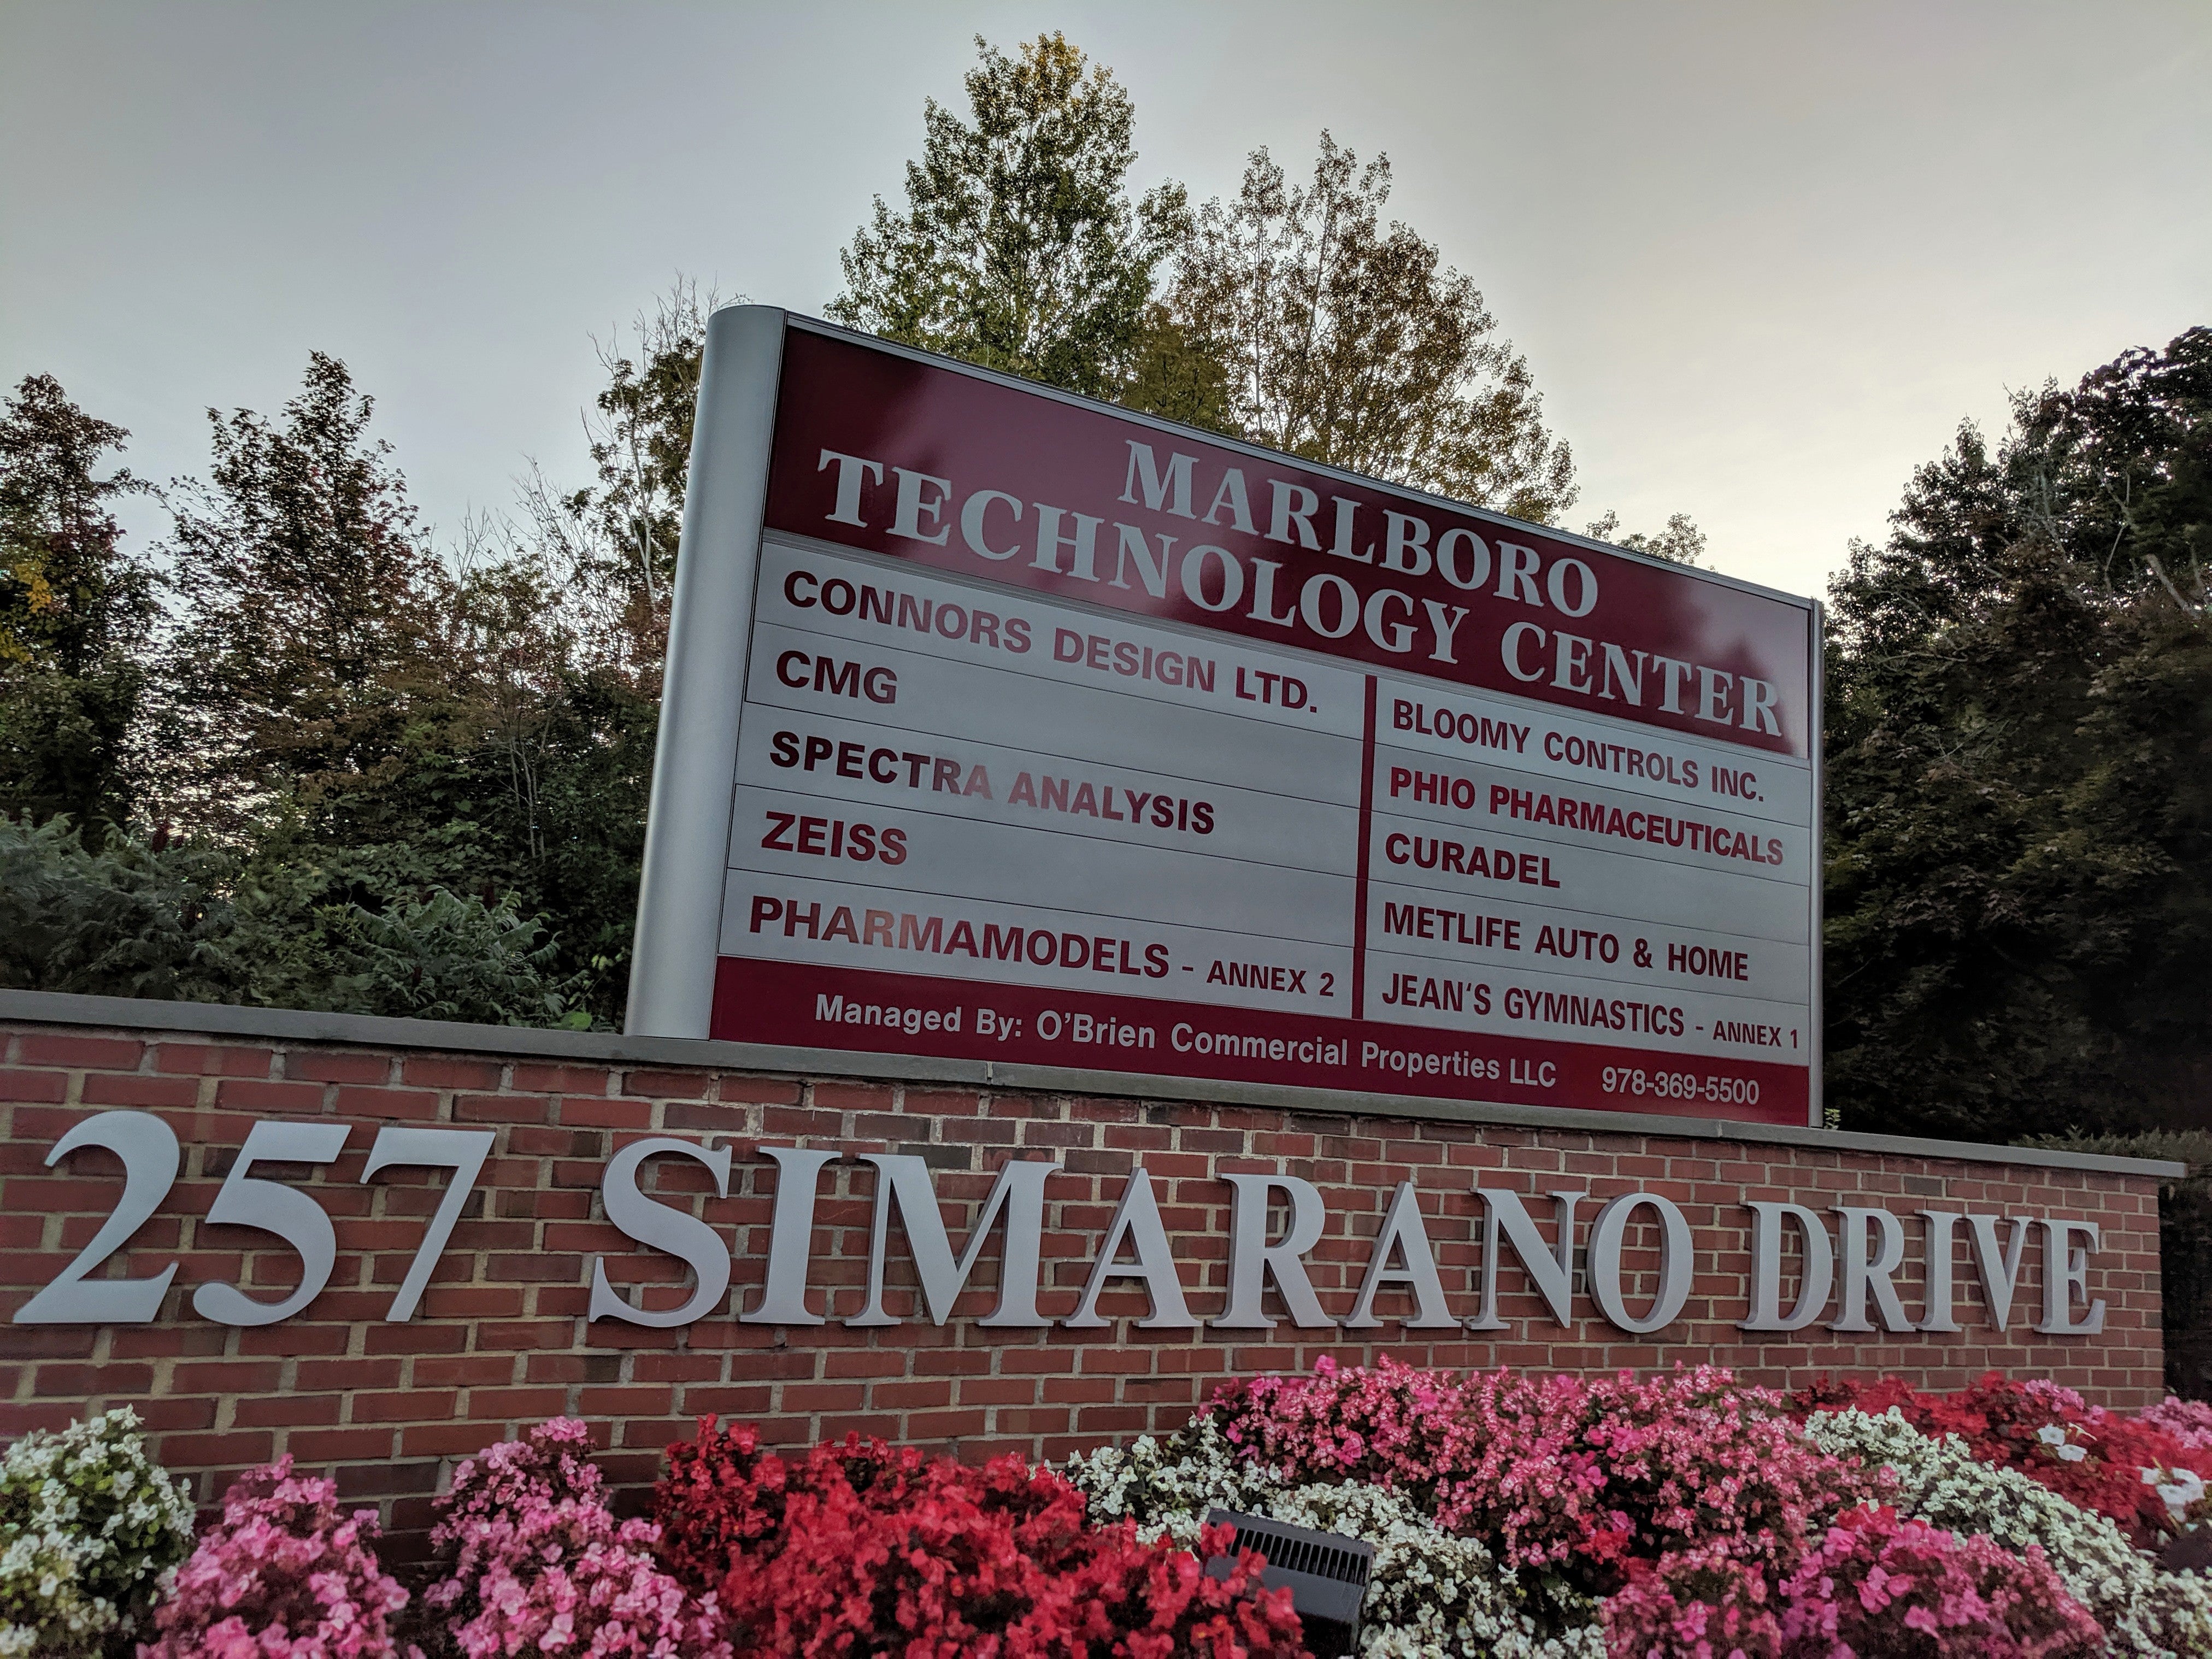 MARLBORO
TECHNOLOGY CENTER
CONNORS DESIGN LTD.
CMG
SPECTRA ANALYSIS
ZEISS
PHARMAMODELS - ANNEX 2
BLOOMY CONTROLS INC.
PHIO PHARMACEUTICALS
CURADEL
METLIFE AUTO & HOME
JEAN'S GYMNASTICS - ANNEX 1
Managed By: O'Brien Commercial Properties LLC 978-369-5500
257 SIMARANO DRIVE